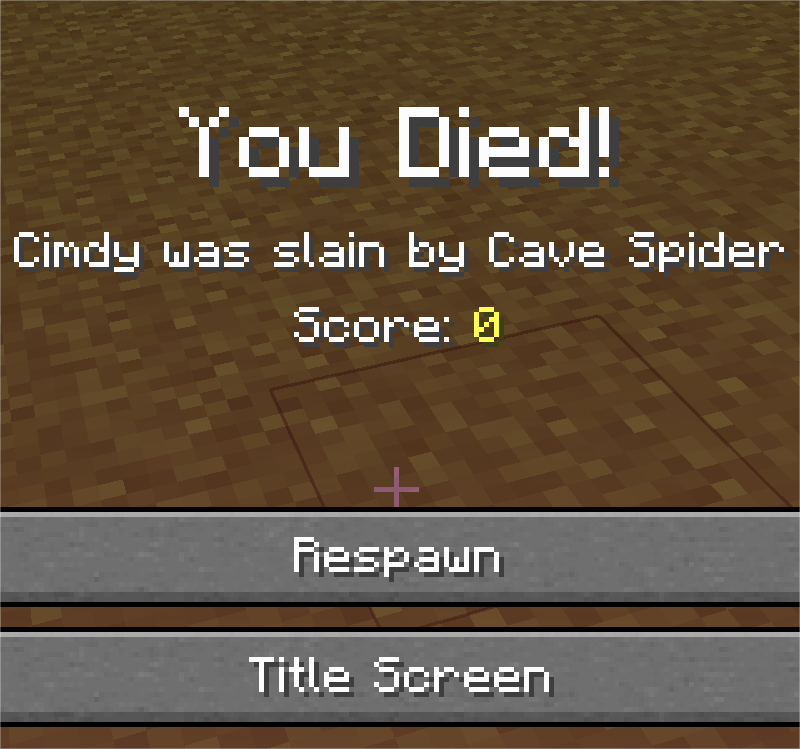 You Died!
Cimdy was slain by Cave Spider
Score: 0
Respawn
Title Screen